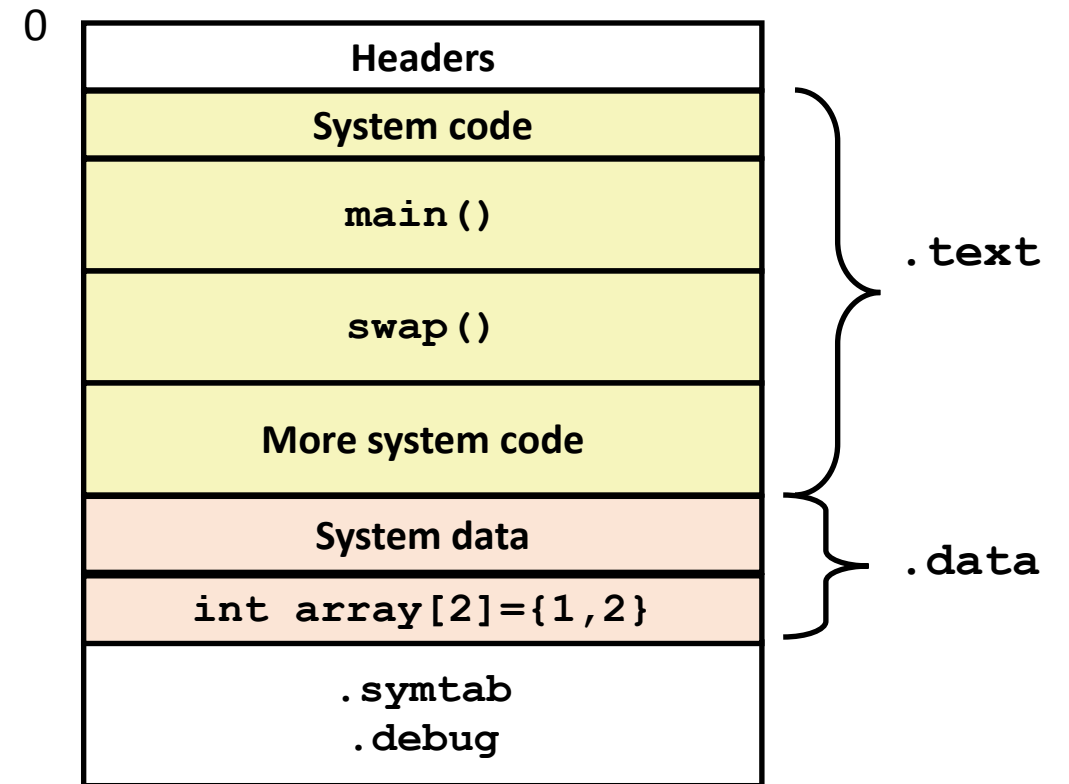 0
Headers
System code
main()
swap()
.text
More system code
System data
.data
int array[2]={1,2}
.symtab
.debug